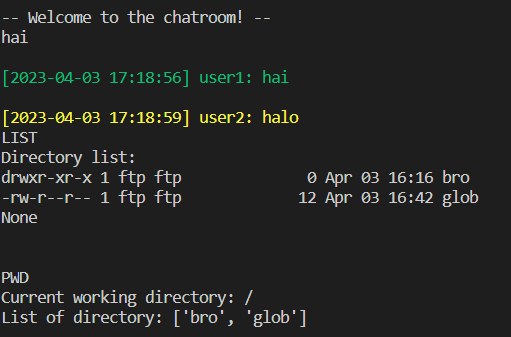 -- Welcome to the chatroom! --
hai
[2023-04-03 17:18:56] user1: hai
[2023-04-03 17:18:59] user2: halo
LIST
Directory list:
drwxr-xr-x 1 ftp ftp              0 Apr 03 16:16 bro
-rw-r--r-- 1 ftp ftp             12 Apr 03 16:42 glob
None
PWD
Current working directory: /
List of directory: ['bro', 'glob']